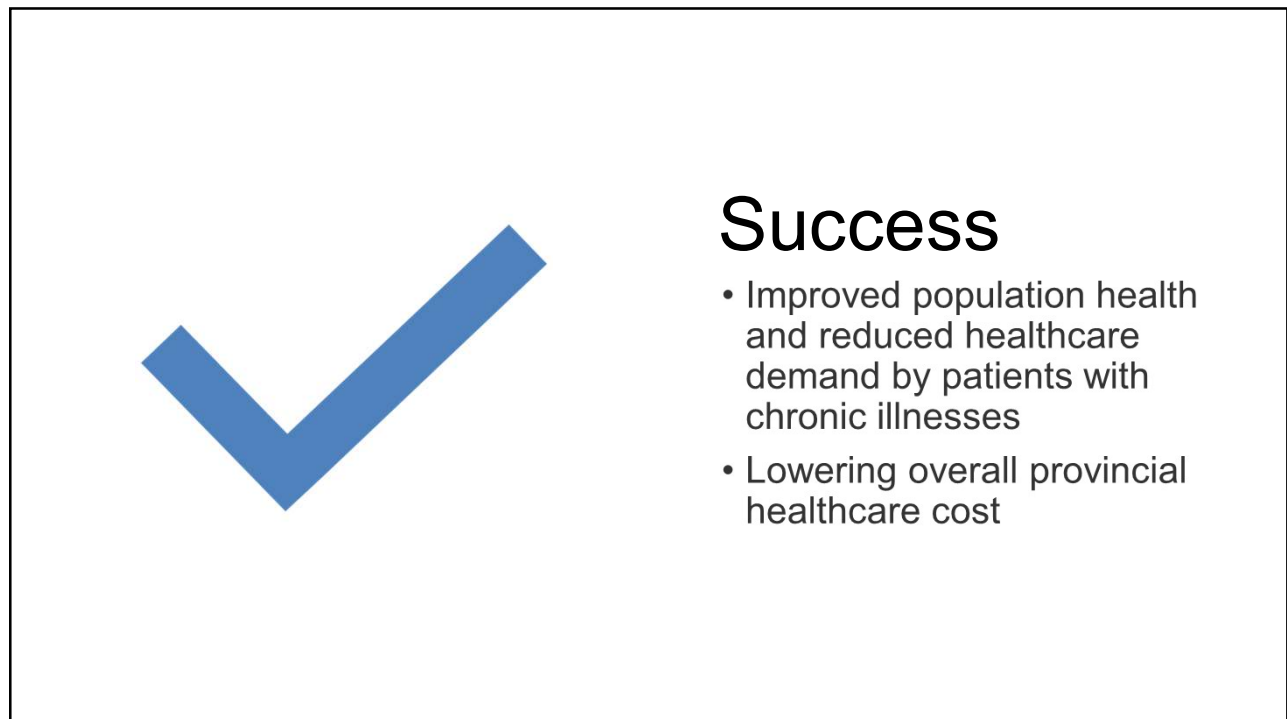 Success
• Improved population health
and reduced healthcare
demand by patients with
chronic illnesses
• Lowering overall provincial
healthcare cost